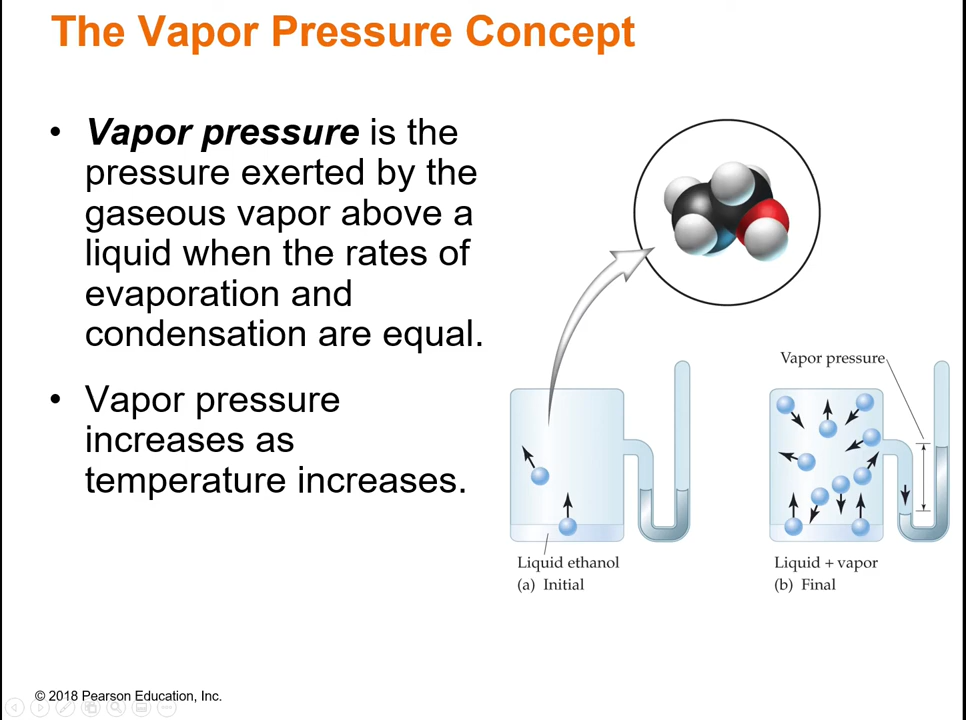 The Vapor Pressure Concept
• Vapor pressure is the
pressure exerted by the
gaseous vapor above a
liquid when the rates of
evaporation and
condensation are equal.
• Vapor pressure
increases as
temperature increases.
Vapor pressure
Liquid ethanol
(a) Initial
Liquid + vapor
(b) Final
© 2018 Pearson Education, Inc.